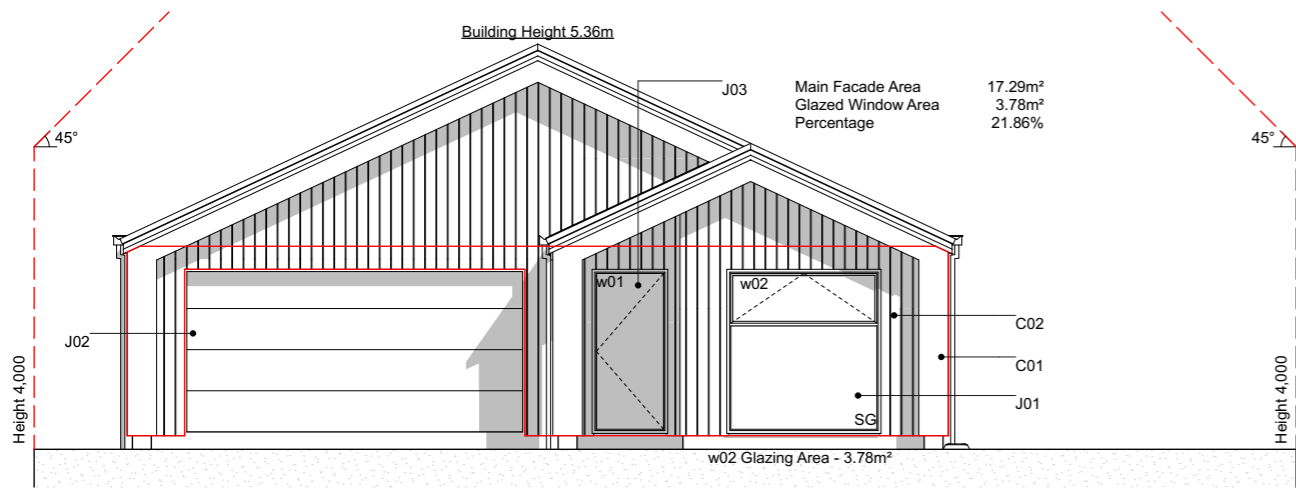 Building Height 5.36m
J03
Main Facade Area 17.29m²
Glazed Window Area 3.78m²
Percentage 21.86%
45°
45°
w01
w02
J02
C02
C01
J01
SG
Height 4,000
Height 4,000
w02 Glazing Area - 3.78m²